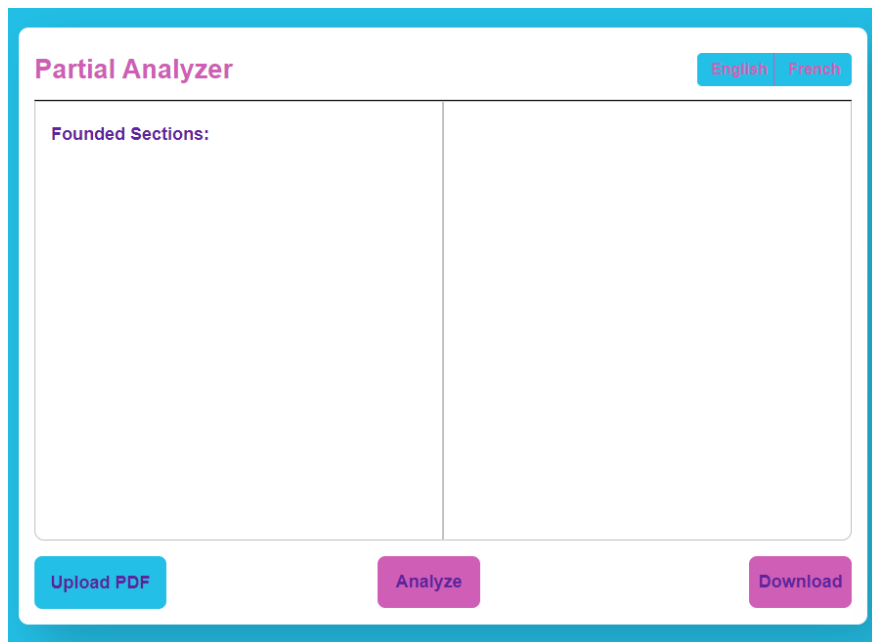 Partial Analyzer
English French
Founded Sections:
Upload PDF Analyze Download